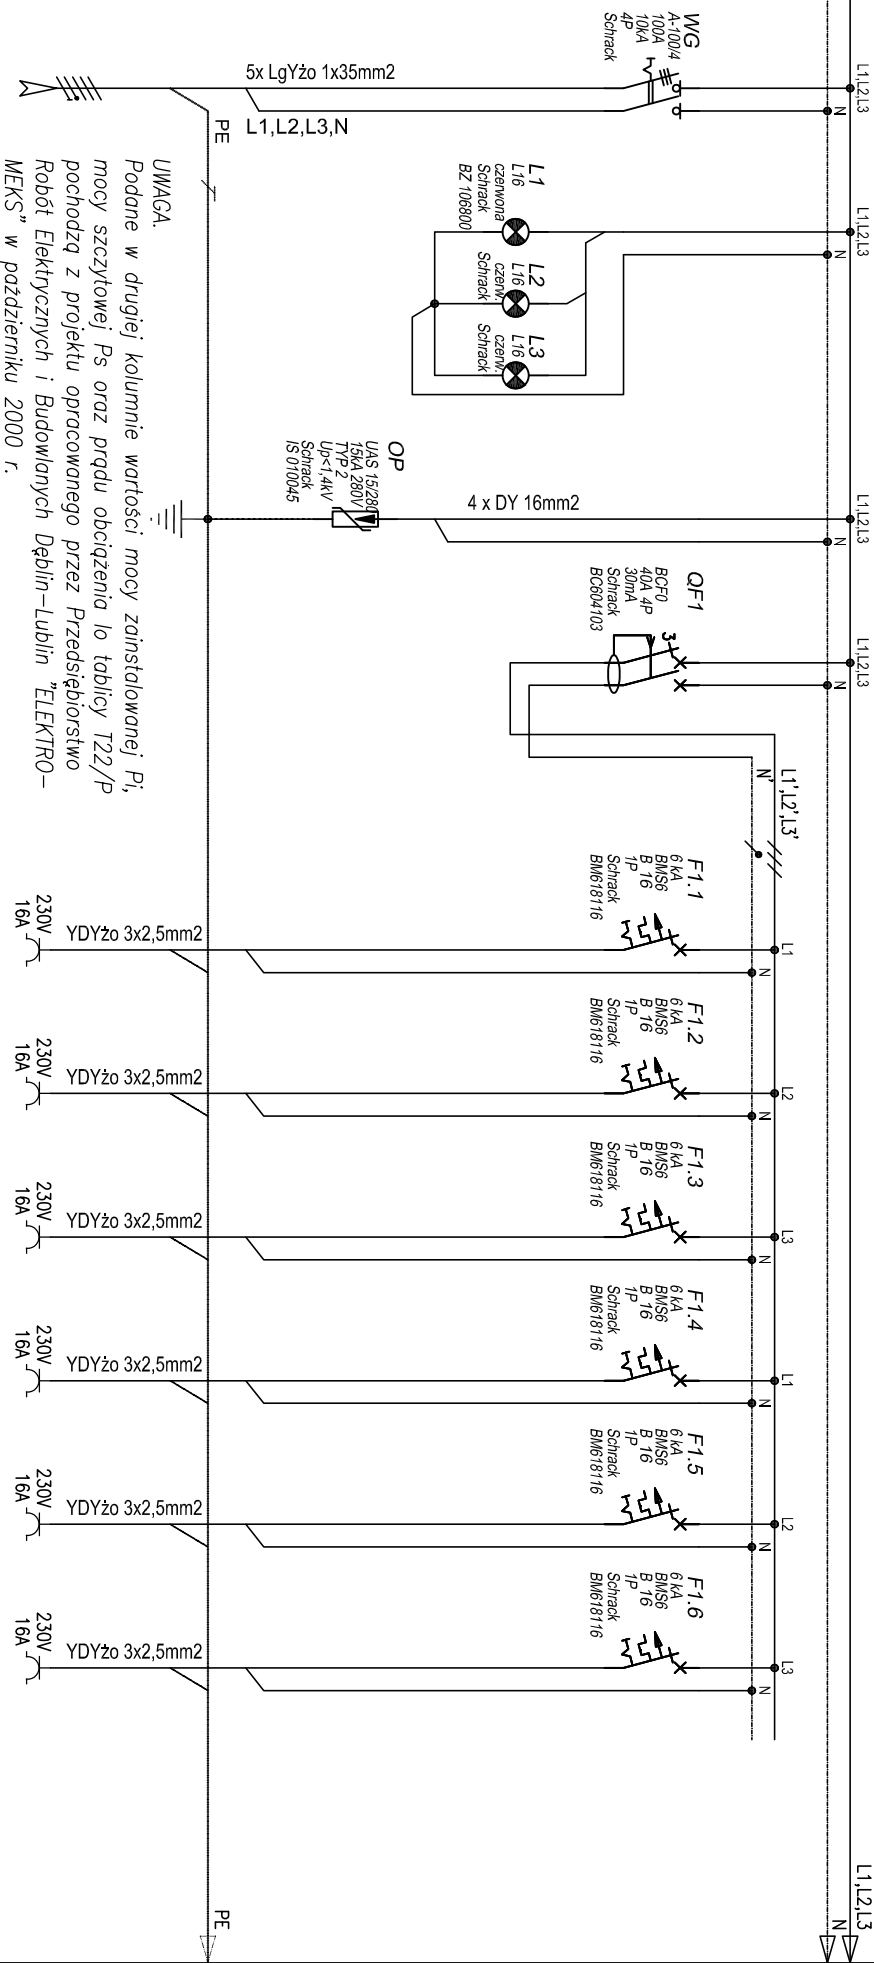 L1,L2,L3
N
WG
A-100/4
100A
10kA
4P
Schrack
5x LgYżo 1x35mm2
L1,L2,L3,N
PE
L1,L2,L3
N
L1
L16
czerwona
Schrack
BZ 106800
L2
L16
czerw.
Schrack
L3
L16
czerw.
Schrack
L1,L2,L3
N
4 x DY 16mm2
OP
UAS 15/280
15kA 280V
TYP 2
Up<1,4kV
Schrack
IS 010045
L1,L2,L3
N
QF1
BCF0
40A 4P
30mA
Schrack
BC604103
3
L1',L2',L3'
N'
F1.1
6 kA
BMS6
B 16
1P
Schrack
BM618116
L1
N
YDYżo 3x2,5mm2
230V
16A
F1.2
6 kA
BMS6
B 16
1P
Schrack
BM618116
L2
N
YDYżo 3x2,5mm2
230V
16A
F1.3
6 kA
BMS6
B 16
1P
Schrack
BM618116
L3
N
YDYżo 3x2,5mm2
230V
16A
F1.4
6 kA
BMS6
B 16
1P
Schrack
BM618116
L1
N
YDYżo 3x2,5mm2
230V
16A
F1.5
6 kA
BMS6
B 16
1P
Schrack
BM618116
L2
N
YDYżo 3x2,5mm2
230V
16A
F1.6
6 kA
BMS6
B 16
1P
Schrack
BM618116
L3
N
YDYżo 3x2,5mm2
230V
16A
L1,L2,L3
N
PE
UWAGA.
Podane w drugiej kolumnie wartości mocy zainstalowanej Pi,
mocy szczytowej Ps oraz prądu obciążenia Io tablicy T22/P
pochodzą z projektu opracowanego przez Przedsiębiorstwo
Robót Elektrycznych i Budowlanych Dęblin-Lublin "ELEKTRO-
MEKS" w październiku 2000 r.